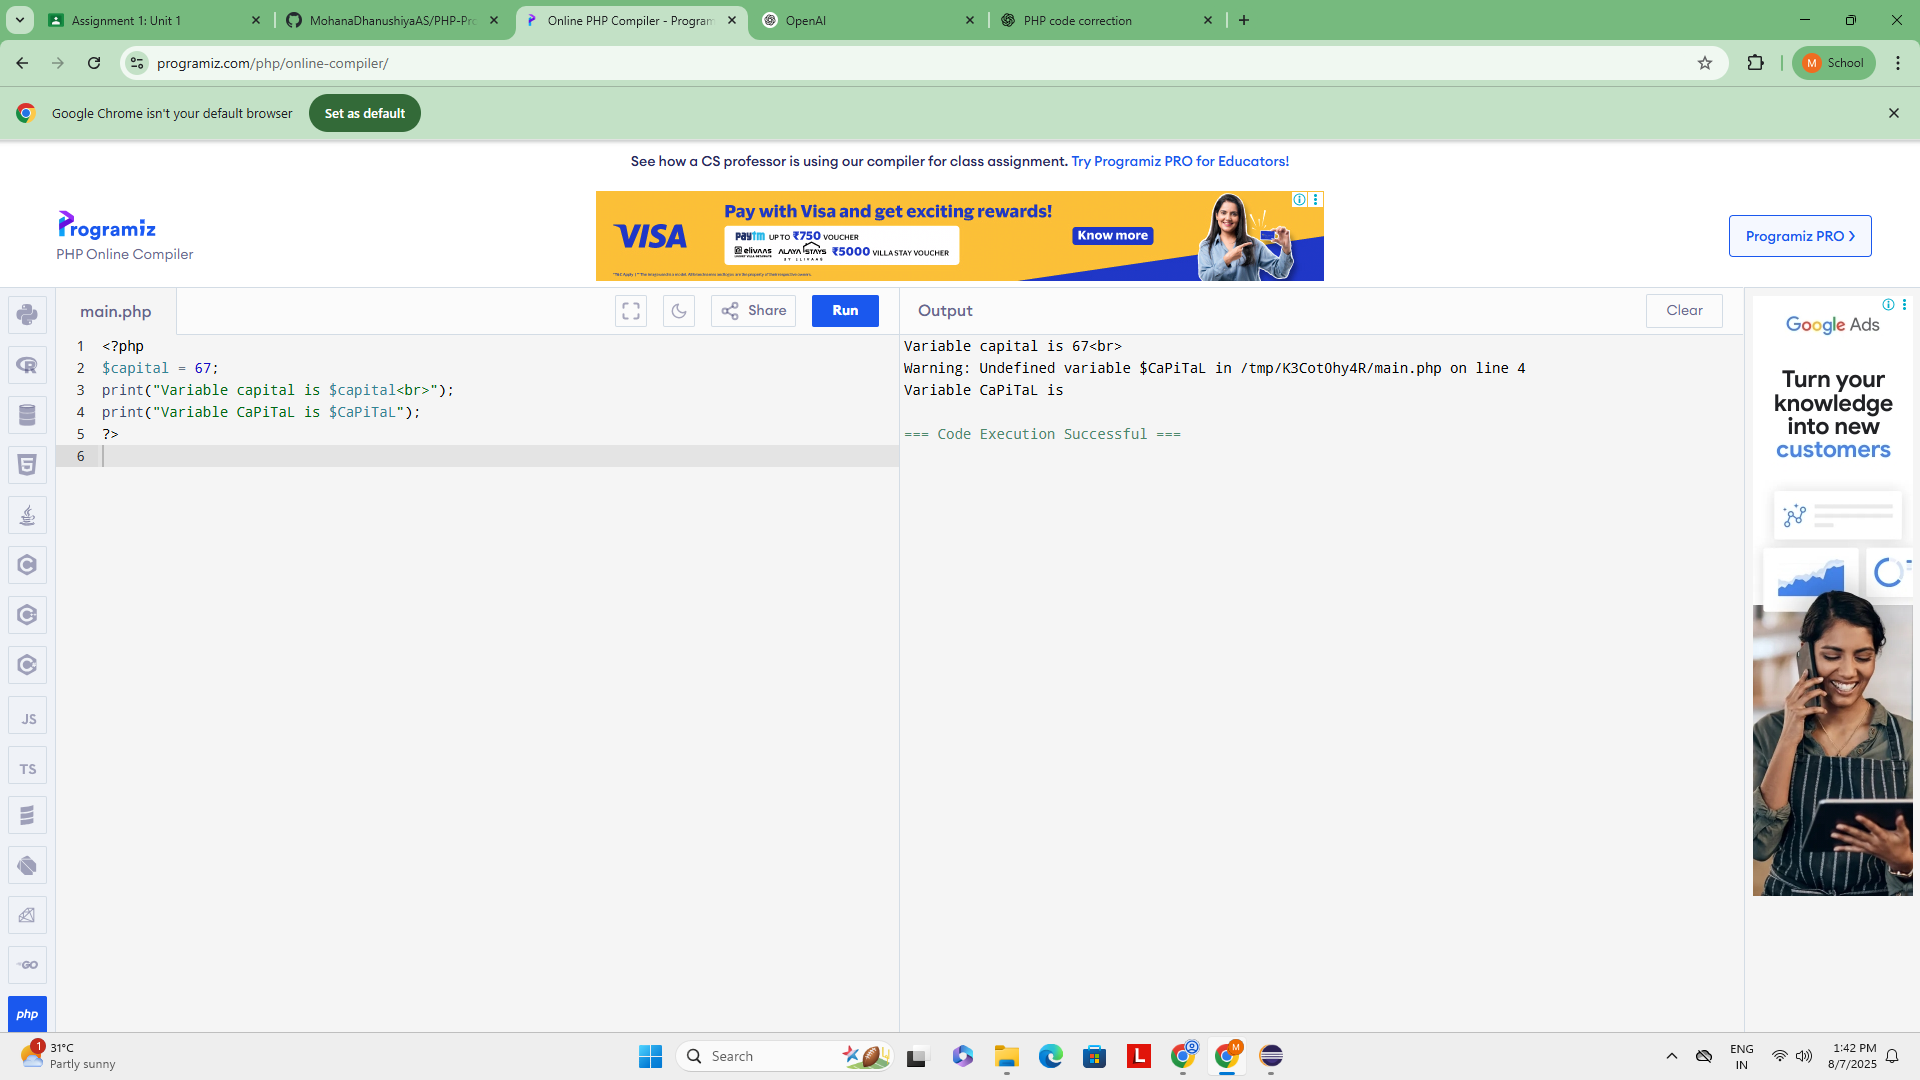 Assignment 1: Unit 1
MohanaDhanushiyaAS/PHP-Pro
Online PHP Compiler - Program
OpenAI
PHP code correction
programiz.com/php/online-compiler/
M School
Google Chrome isn't your default browser
Set as default
See how a CS professor is using our compiler for class assignment. Try Programiz PRO for Educators!
Programiz
PHP Online Compiler
VISA
Pay with Visa and get exciting rewards!
paytm UP TO ₹750 VOUCHER
elivaas ALAYA STAYS ₹5000 VILLA STAY VOUCHER
BY ELIVAAS
Know more
Programiz PRO
main.php
Share
Run
Output
Clear
1 <?php
2 $capital = 67;
3 print("Variable capital is $capital<br>");
4 print("Variable CaPiTaL is $CaPiTaL");
5 ?>
6
Variable capital is 67<br>
Warning: Undefined variable $CaPiTaL in /tmp/K3Cot0hy4R/main.php on line 4
Variable CaPiTaL is
=== Code Execution Successful ===
JS
TS
GO
php
Google Ads
Turn your
knowledge
into new
customers
1
31°C
Partly sunny
Search
L
M
ENG
IN
1:42 PM
8/7/2025